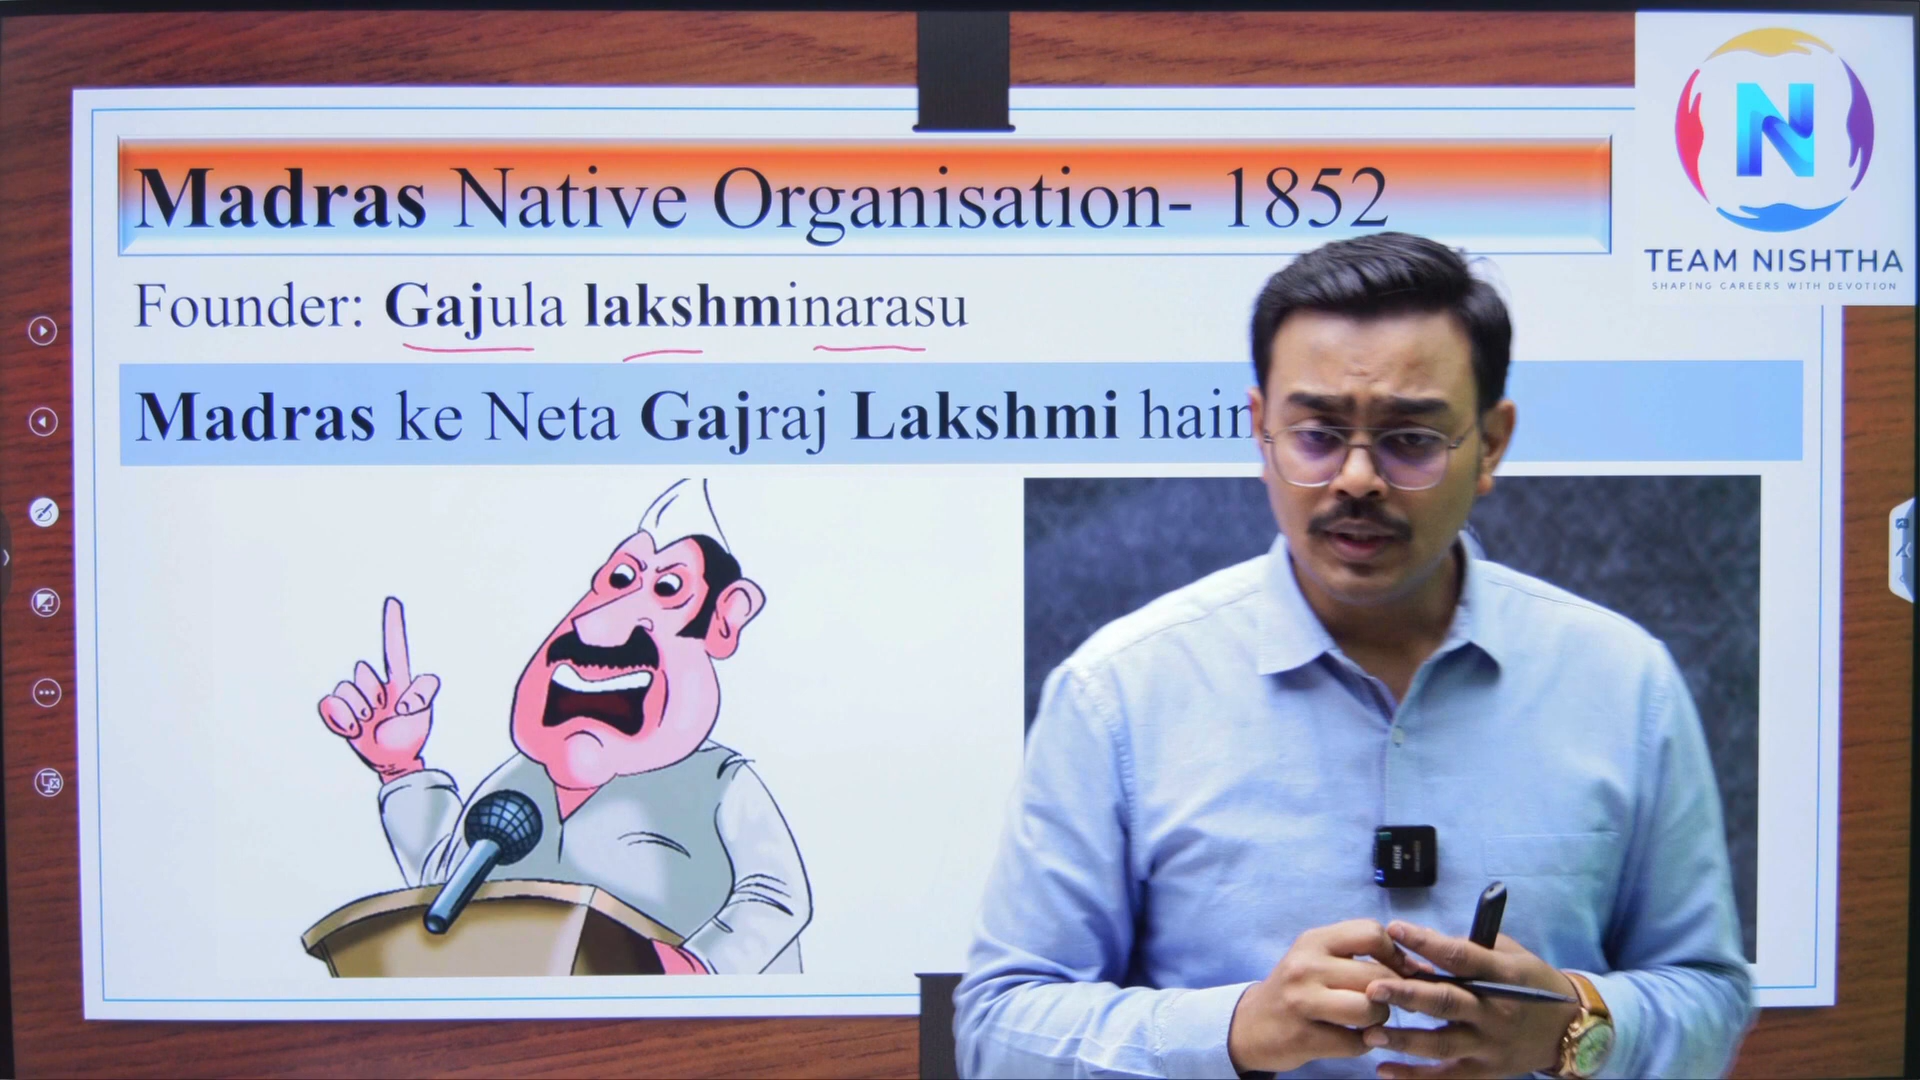 Madras Native Organisation- 1852
Founder: Gajula lakshminarasu
Madras ke Neta Gajraj Lakshmi hain
N
TEAM NISHTHA
SHAPING CAREERS WITH DEVOTION
RODE